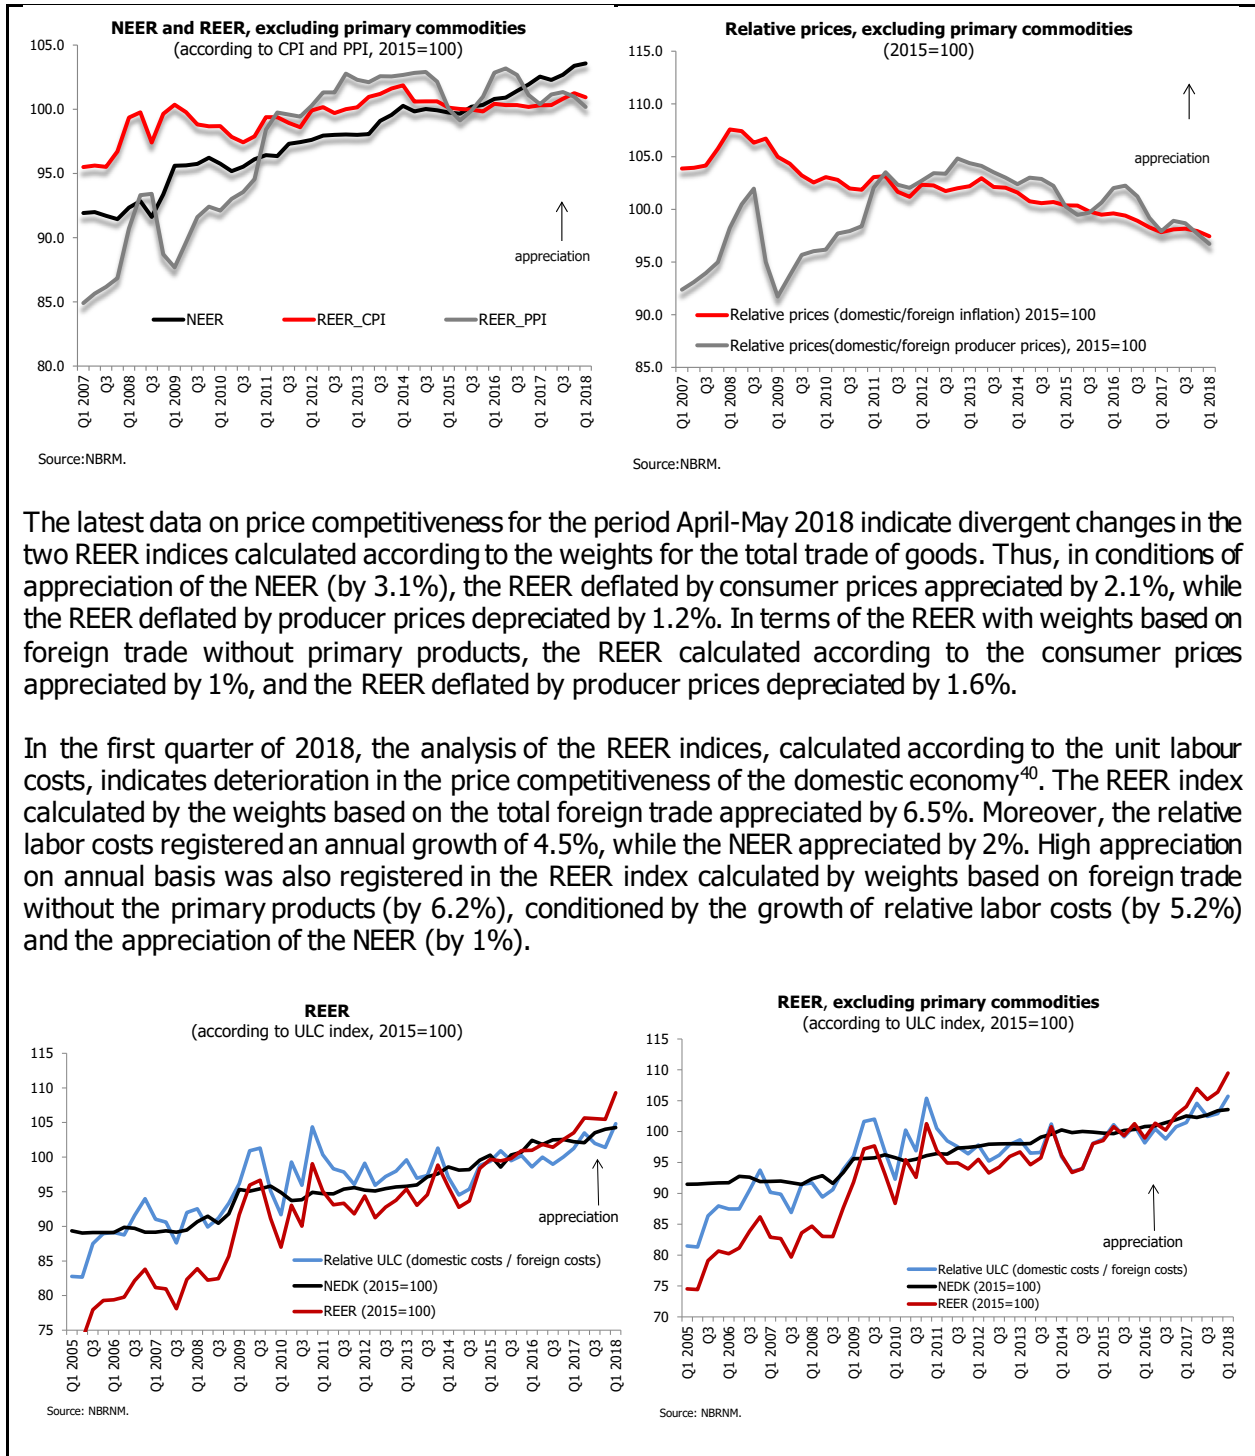 NEER and REER, excluding primary commodities
(according to CPI and PPI, 2015=100)
105.0
100.0
95.0
90.0
85.0
80.0
appreciation
NEER
REER_CPI
REER_PPI
Q1 2007
Q3
Q1 2008
Q3
Q1 2009
Q3
Q1 2010
Q3
Q1 2011
Q3
Q1 2012
Q3
Q1 2013
Q3
Q1 2014
Q3
Q1 2015
Q3
Q1 2016
Q3
Q1 2017
Q3
Q1 2018
Source:NBRM.
Relative prices, excluding primary commodities
(2015=100)
115.0
110.0
105.0
100.0
95.0
90.0
85.0
appreciation
Relative prices (domestic/foreign inflation) 2015=100
Relative prices(domestic/foreign producer prices), 2015=100
Q1 2007
Q3
Q1 2008
Q3
Q1 2009
Q3
Q1 2010
Q3
Q1 2011
Q3
Q1 2012
Q3
Q1 2013
Q3
Q1 2014
Q3
Q1 2015
Q3
Q1 2016
Q3
Q1 2017
Q3
Q1 2018
Source:NBRM.
The latest data on price competitiveness for the period April-May 2018 indicate divergent changes in the
two REER indices calculated according to the weights for the total trade of goods. Thus, in conditions of
appreciation of the NEER (by 3.1%), the REER deflated by consumer prices appreciated by 2.1%, while
the REER deflated by producer prices depreciated by 1.2%. In terms of the REER with weights based on
foreign trade without primary products, the REER calculated according to the consumer prices
appreciated by 1%, and the REER deflated by producer prices depreciated by 1.6%.
In the first quarter of 2018, the analysis of the REER indices, calculated according to the unit labour
costs, indicates deterioration in the price competitiveness of the domestic economy40. The REER index
calculated by the weights based on the total foreign trade appreciated by 6.5%. Moreover, the relative
labor costs registered an annual growth of 4.5%, while the NEER appreciated by 2%. High appreciation
on annual basis was also registered in the REER index calculated by weights based on foreign trade
without the primary products (by 6.2%), conditioned by the growth of relative labor costs (by 5.2%)
and the appreciation of the NEER (by 1%).
REER
(according to ULC index, 2015=100)
115
110
105
100
95
90
85
80
75
appreciation
Relative ULC (domestic costs / foreign costs)
NEDK (2015=100)
REER (2015=100)
Q1 2005
Q3
Q1 2006
Q3
Q1 2007
Q3
Q1 2008
Q3
Q1 2009
Q3
Q1 2010
Q3
Q1 2011
Q3
Q1 2012
Q3
Q1 2013
Q3
Q1 2014
Q3
Q1 2015
Q3
Q1 2016
Q3
Q1 2017
Q3
Q1 2018
Source: NBRNM.
REER, excluding primary commodities
(according to ULC index, 2015=100)
115
110
105
100
95
90
85
80
75
70
appreciation
Relative ULC (domestic costs / foreign costs)
NEDK (2015=100)
REER (2015=100)
Q1 2005
Q3
Q1 2006
Q3
Q1 2007
Q3
Q1 2008
Q3
Q1 2009
Q3
Q1 2010
Q3
Q1 2011
Q3
Q1 2012
Q3
Q1 2013
Q3
Q1 2014
Q3
Q1 2015
Q3
Q1 2016
Q3
Q1 2017
Q3
Q1 2018
Source: NBRNM.